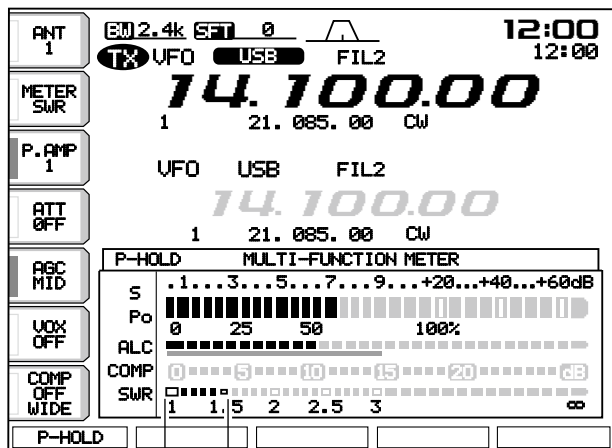 ANT
1
BW 2.4k SFT 0
12:00
TX VFO USB FIL2
12:00
METER
SWR
14.100.00
1 21.085.00 CW
P.AMP
1
VFO USB FIL2
14.100.00
ATT
OFF
1 21.085.00 CW
P-HOLD MULTI-FUNCTION METER
AGC
MID
S .1...3...5...7...9...+20...+40...+60dB
Po
0 25 50 100%
VOX
OFF
ALC
COMP 0 5 10 15 20 dB
COMP
OFF
WIDE
SWR
1 1.5 2 2.5 3 ∞
P-HOLD